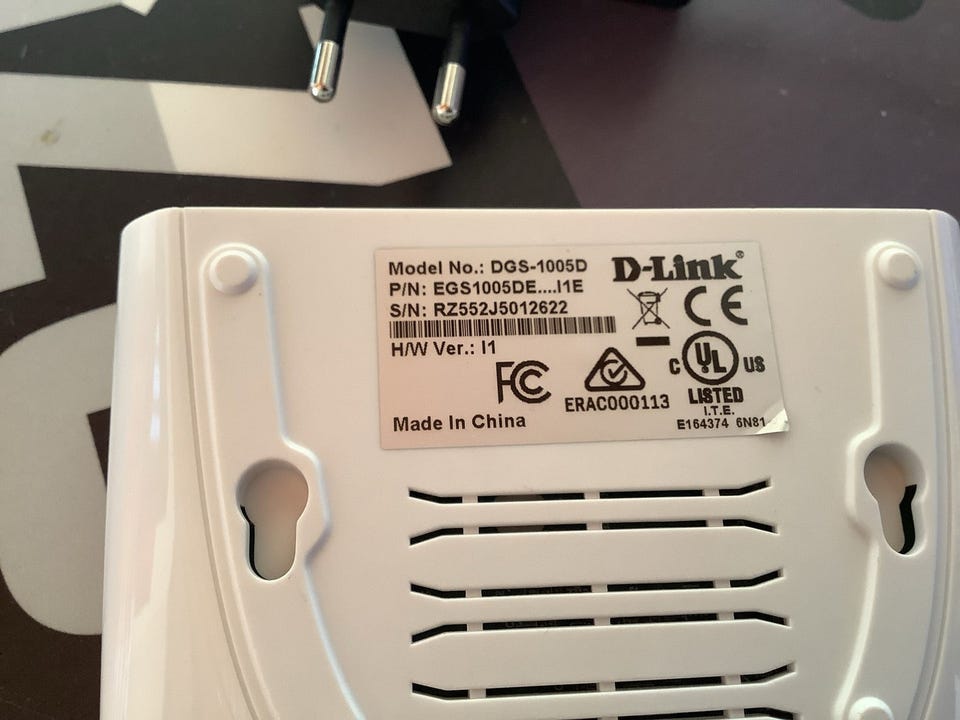 Model No.: DGS-1005D
D-Link®
P/N: EGS1005DE....I1E
S/N: RZ552J5012622
H/W Ver.: I1
CE
FC
C UL US
LISTED
I.T.E.
E164374 6N81
ERAC000113
Made In China